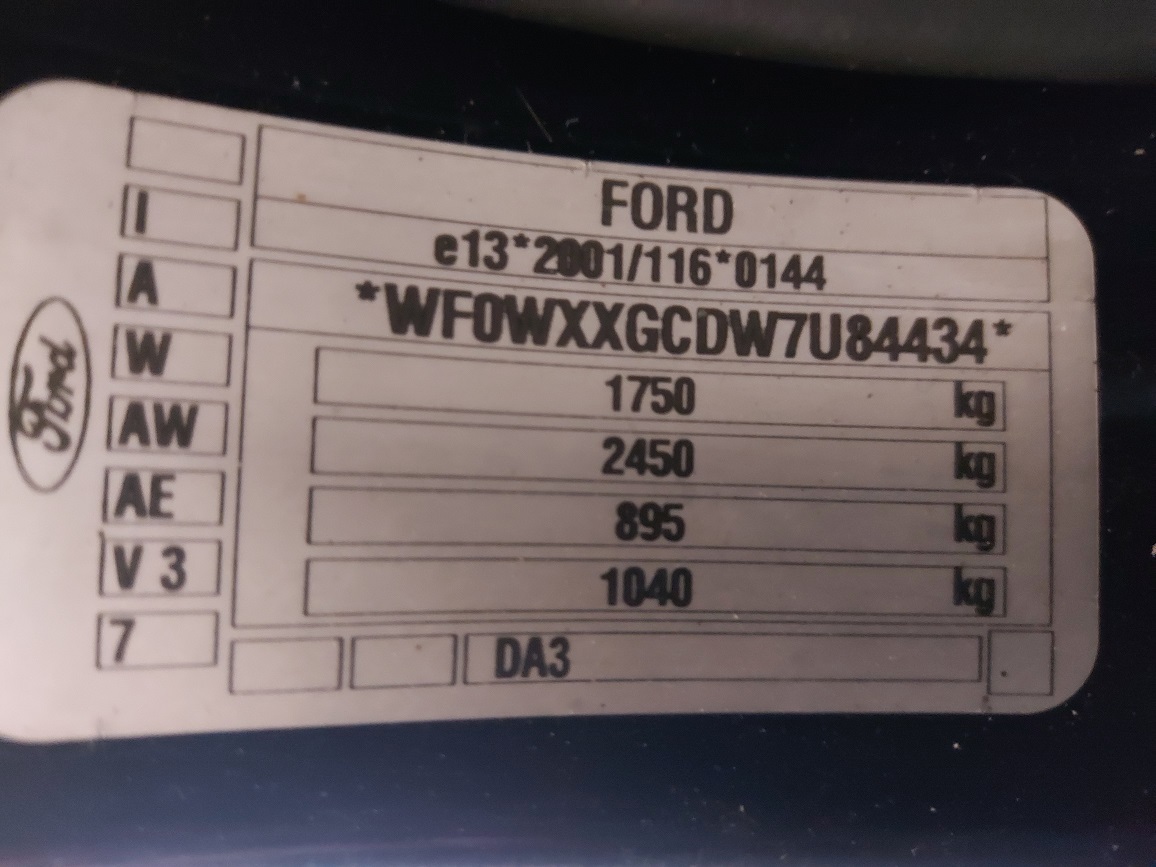 Ford
I
A
W
AW
AE
V 3
7
FORD
e13*2001/116*0144
*WF0WXXGCDW7U84434*
1750 kg
2450 kg
895 kg
1040 kg
DA3